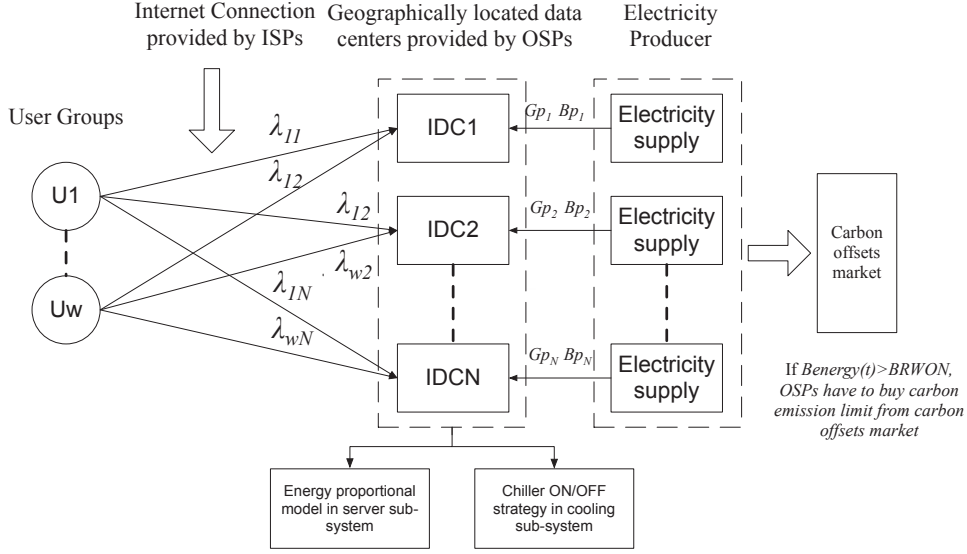 Internet Connection
provided by ISPs
Geographically located data
centers provided by OSPs
Electricity
Producer
User Groups
U1
Uw
λ11
λ12
λ12
λw2
λ1N
λwN
IDC1
IDC2
IDCN
Gp1 Bp1
Gp2 Bp2
GpN BpN
Electricity
supply
Electricity
supply
Electricity
supply
Carbon
offsets
market
If Benergy(t)>BRWON,
OSPs have to buy carbon
emission limit from carbon
offsets market
Energy proportional
model in server sub-
system
Chiller ON/OFF
strategy in cooling
sub-system